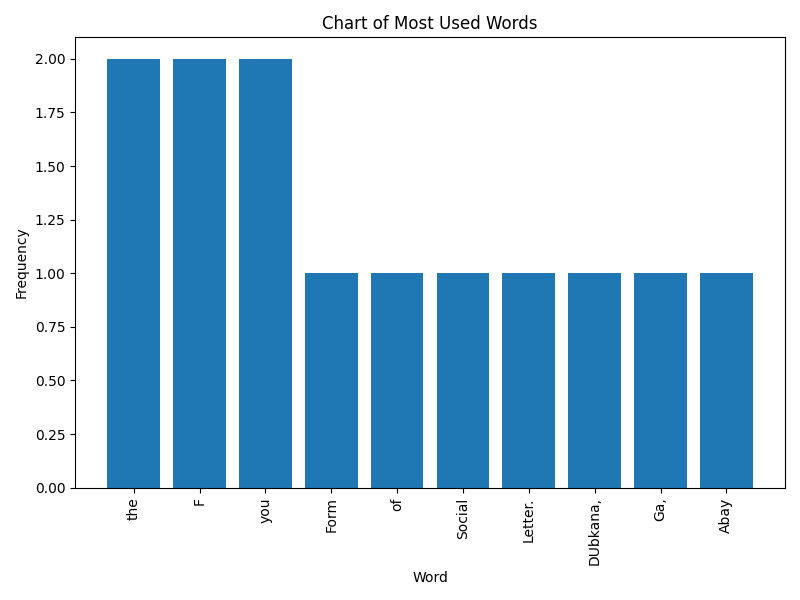 Chart of Most Used Words
Frequency
2.00
1.75
1.50
1.25
1.00
0.75
0.50
0.25
0.00
the
F
you
Form
of
Social
Letter.
DUbkana,
Ga,
Abay
Word